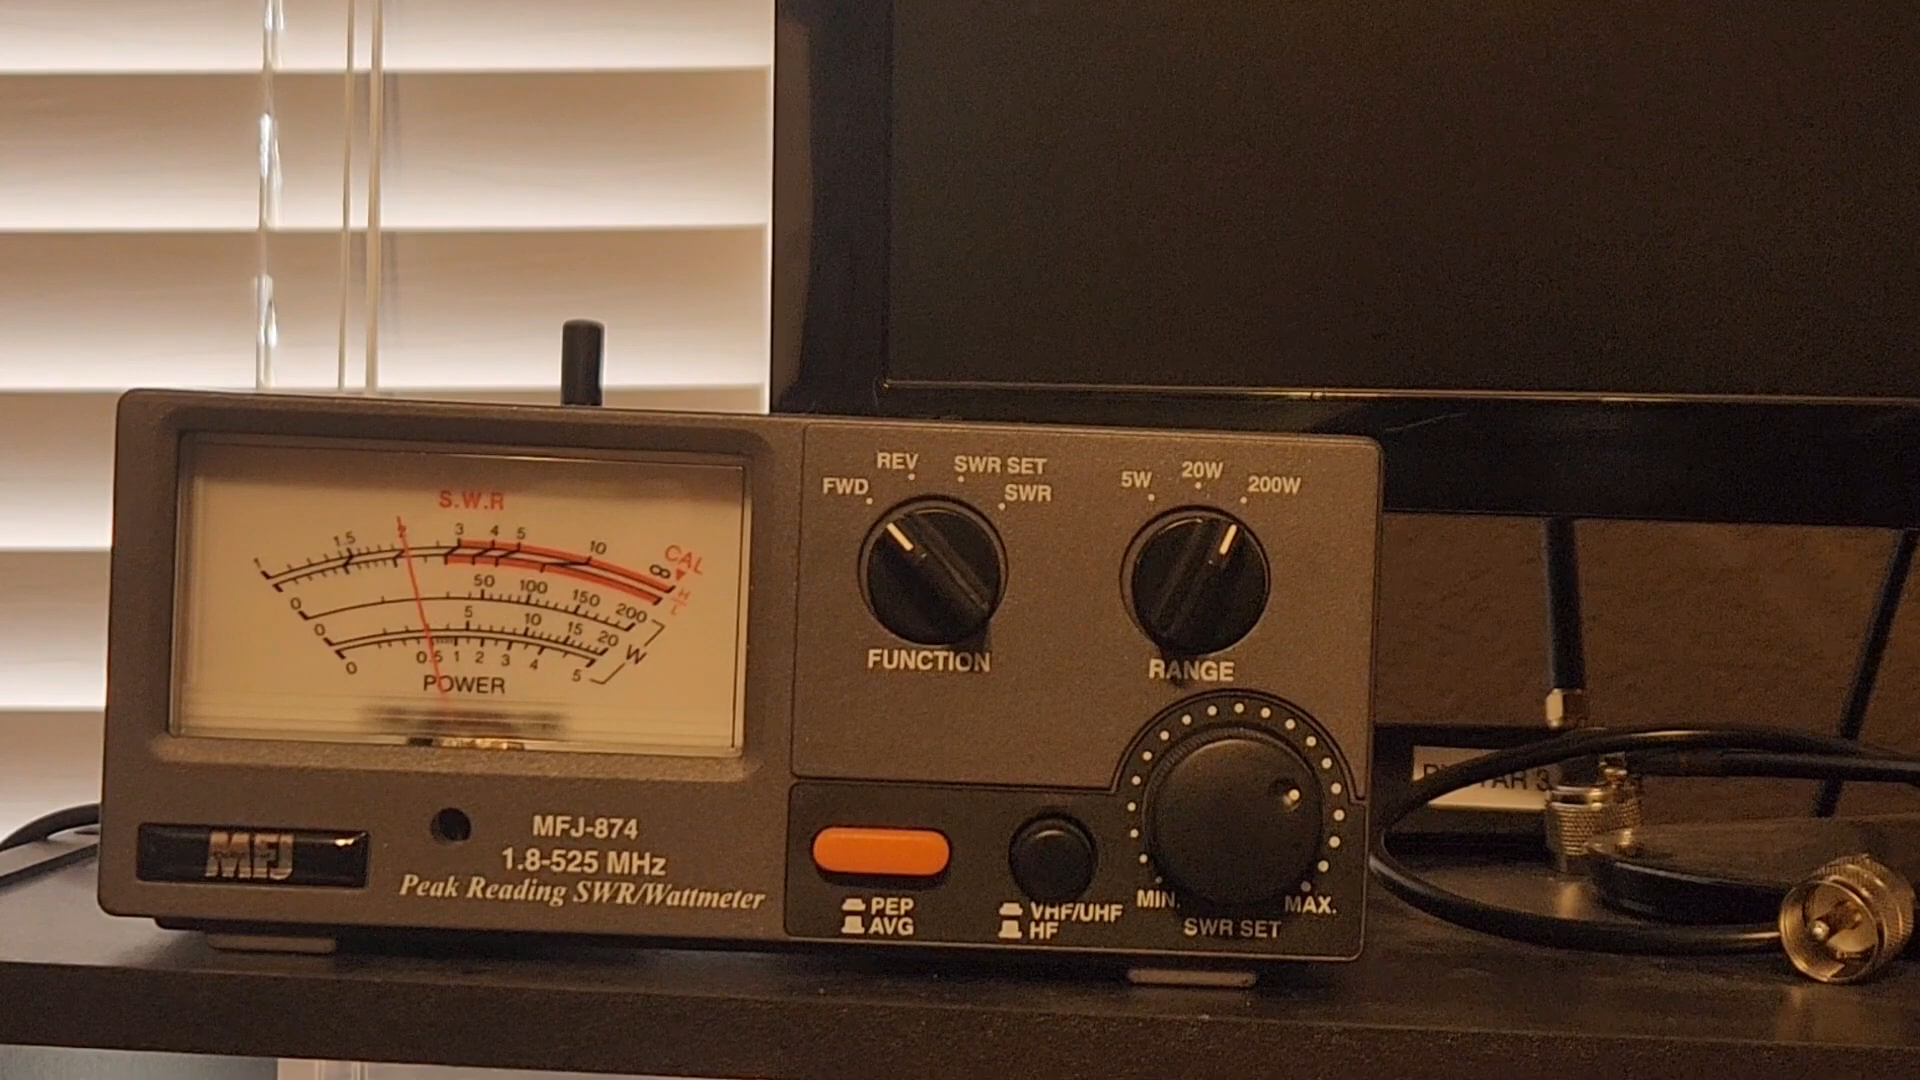 S.W.R
1 1.5 2 3 4 5 10 ∞ CAL
H
L
0 50 100 150 200
0 5 10 15 20 W
0 0.5 1 2 3 4 5
POWER
MFJ
MFJ-874
1.8-525 MHz
Peak Reading SWR/Wattmeter
FWD REV SWR SET SWR
FUNCTION
5W 20W 200W
RANGE
PEP
AVG
VHF/UHF
HF
MIN. MAX.
SWR SET